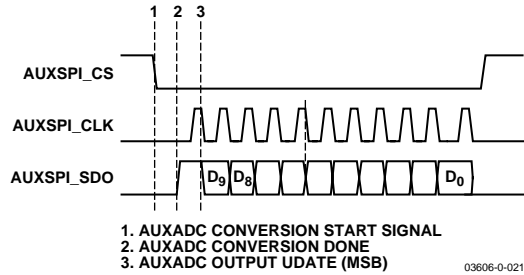 1 2 3
AUXSPI_CS
AUXSPI_CLK
AUXSPI_SDO
D9 D8 D0
1. AUXADC CONVERSION START SIGNAL
2. AUXADC CONVERSION DONE
3. AUXADC OUTPUT UDATE (MSB)
03606-0-021